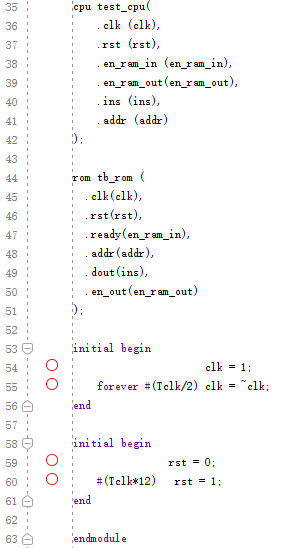 35 cpu test_cpu(
36 .clk (clk),
37 .rst (rst),
38 .en_ram_in (en_ram_in),
39 .en_ram_out(en_ram_out),
40 .ins (ins),
41 .addr (addr)
42 );
43
44 rom tb_rom (
45 .clk(clk),
46 .rst(rst),
47 .ready(en_ram_in),
48 .addr(addr),
49 .dout(ins),
50 .en_out(en_ram_out)
51 );
52
53 initial begin
54 clk = 1;
55 forever #(Tclk/2) clk = ~clk;
56 end
57
58 initial begin
59 rst = 0;
60 #(Tclk*12) rst = 1;
61 end
62
63 endmodule